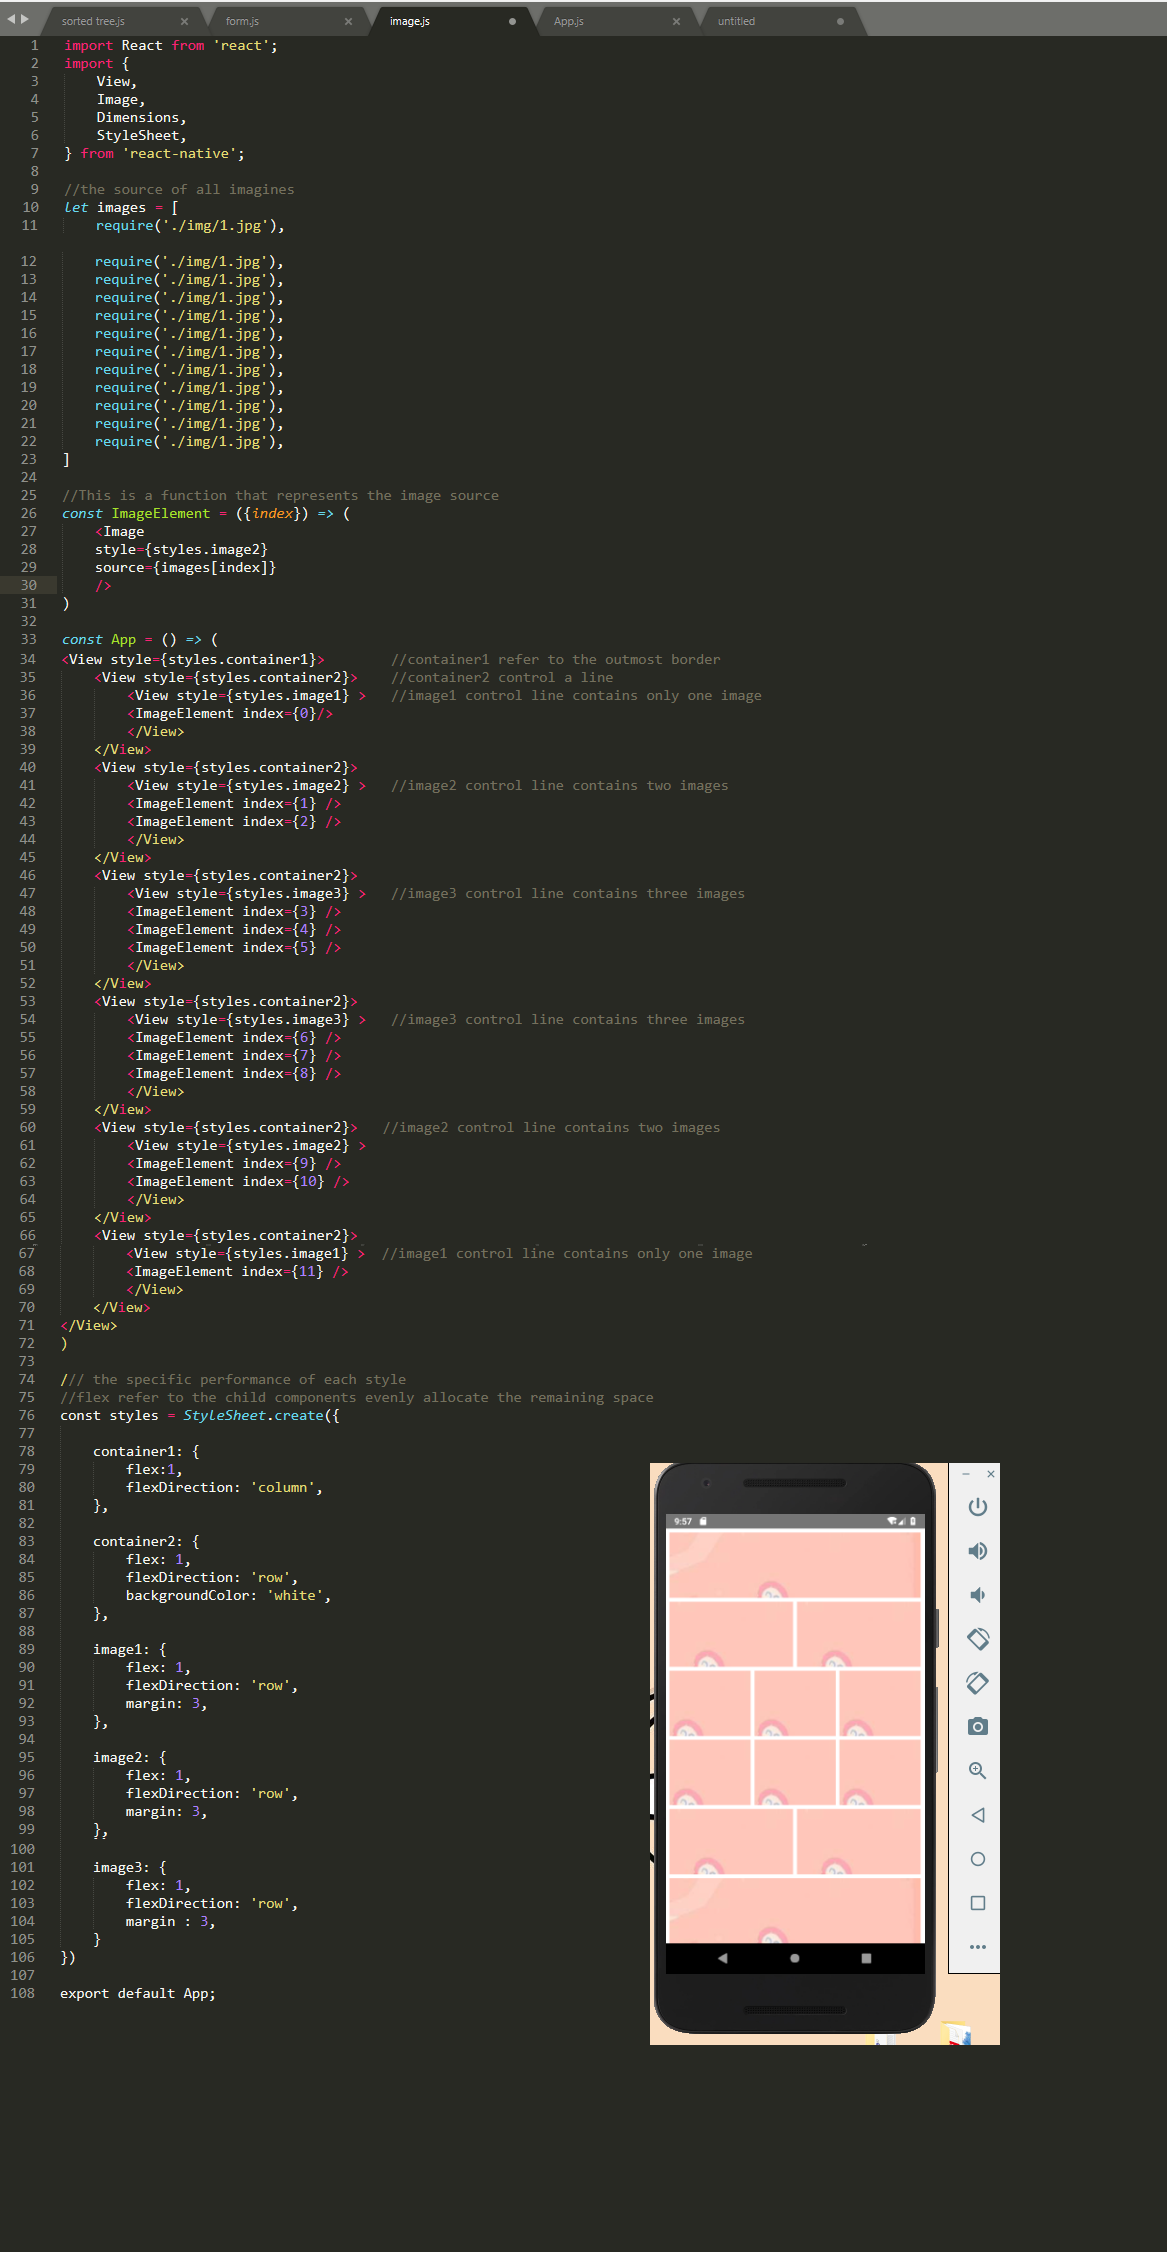 sorted tree.js × form.js × image.js App.js × untitled
1 import React from 'react';
2 import {
3 View,
4 Image,
5 Dimensions,
6 StyleSheet,
7 } from 'react-native';
8
9 //the source of all imagines
10 let images = [
11 require('./img/1.jpg'),
12 require('./img/1.jpg'),
13 require('./img/1.jpg'),
14 require('./img/1.jpg'),
15 require('./img/1.jpg'),
16 require('./img/1.jpg'),
17 require('./img/1.jpg'),
18 require('./img/1.jpg'),
19 require('./img/1.jpg'),
20 require('./img/1.jpg'),
21 require('./img/1.jpg'),
22 require('./img/1.jpg'),
23 ]
24
25 //This is a function that represents the image source
26 const ImageElement = ({index}) => (
27 <Image
28 style={styles.image2}
29 source={images[index]}
30 />
31 )
32
33 const App = () => (
34 <View style={styles.container1}> //container1 refer to the outmost border
35 <View style={styles.container2}> //container2 control a line
36 <View style={styles.image1} > //image1 control line contains only one image
37 <ImageElement index={0}/>
38 </View>
39 </View>
40 <View style={styles.container2}>
41 <View style={styles.image2} > //image2 control line contains two images
42 <ImageElement index={1} />
43 <ImageElement index={2} />
44 </View>
45 </View>
46 <View style={styles.container2}>
47 <View style={styles.image3} > //image3 control line contains three images
48 <ImageElement index={3} />
49 <ImageElement index={4} />
50 <ImageElement index={5} />
51 </View>
52 </View>
53 <View style={styles.container2}>
54 <View style={styles.image3} > //image3 control line contains three images
55 <ImageElement index={6} />
56 <ImageElement index={7} />
57 <ImageElement index={8} />
58 </View>
59 </View>
60 <View style={styles.container2}> //image2 control line contains two images
61 <View style={styles.image2} >
62 <ImageElement index={9} />
63 <ImageElement index={10} />
64 </View>
65 </View>
66 <View style={styles.container2}>
67 <View style={styles.image1} > //image1 control line contains only one image
68 <ImageElement index={11} />
69 </View>
70 </View>
71 </View>
72 )
73
74 /// the specific performance of each style
75 //flex refer to the child components evenly allocate the remaining space
76 const styles = StyleSheet.create({
77
78 container1: {
79 flex:1,
80 flexDirection: 'column',
81 },
82
83 container2: {
84 flex: 1,
85 flexDirection: 'row',
86 backgroundColor: 'white',
87 },
88
89 image1: {
90 flex: 1,
91 flexDirection: 'row',
92 margin: 3,
93 },
94
95 image2: {
96 flex: 1,
97 flexDirection: 'row',
98 margin: 3,
99 },
100
101 image3: {
102 flex: 1,
103 flexDirection: 'row',
104 margin : 3,
105 }
106 })
107
108 export default App;
9:57